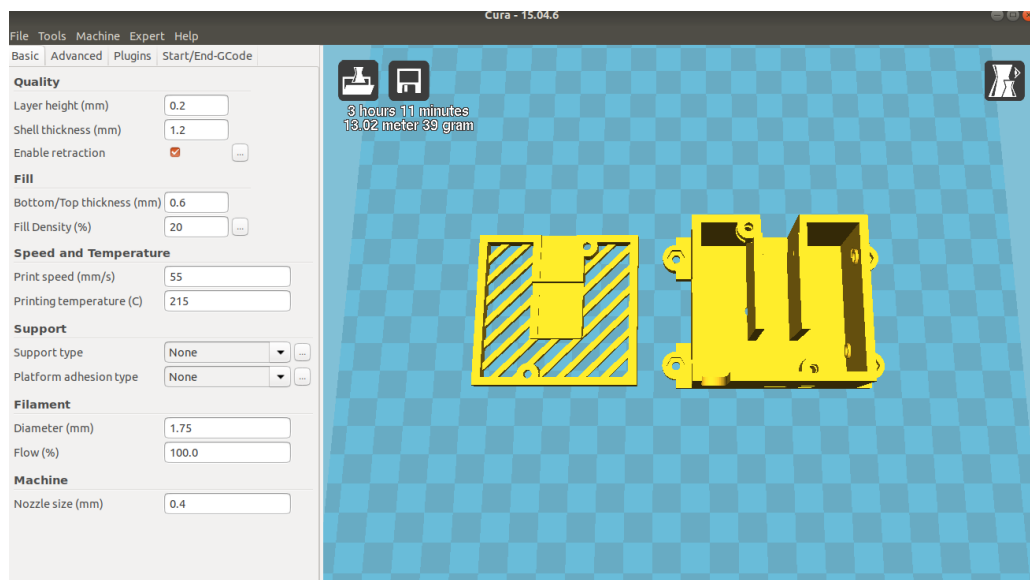 Cura - 15.04.6
File Tools Machine Expert Help
Basic Advanced Plugins Start/End-GCode
Quality
Layer height (mm) 0.2
Shell thickness (mm) 1.2
Enable retraction ...
Fill
Bottom/Top thickness (mm) 0.6
Fill Density (%) 20 ...
Speed and Temperature
Print speed (mm/s) 55
Printing temperature (C) 215
Support
Support type None ...
Platform adhesion type None ...
Filament
Diameter (mm) 1.75
Flow (%) 100.0
Machine
Nozzle size (mm) 0.4
3 hours 11 minutes
13.02 meter 39 gram